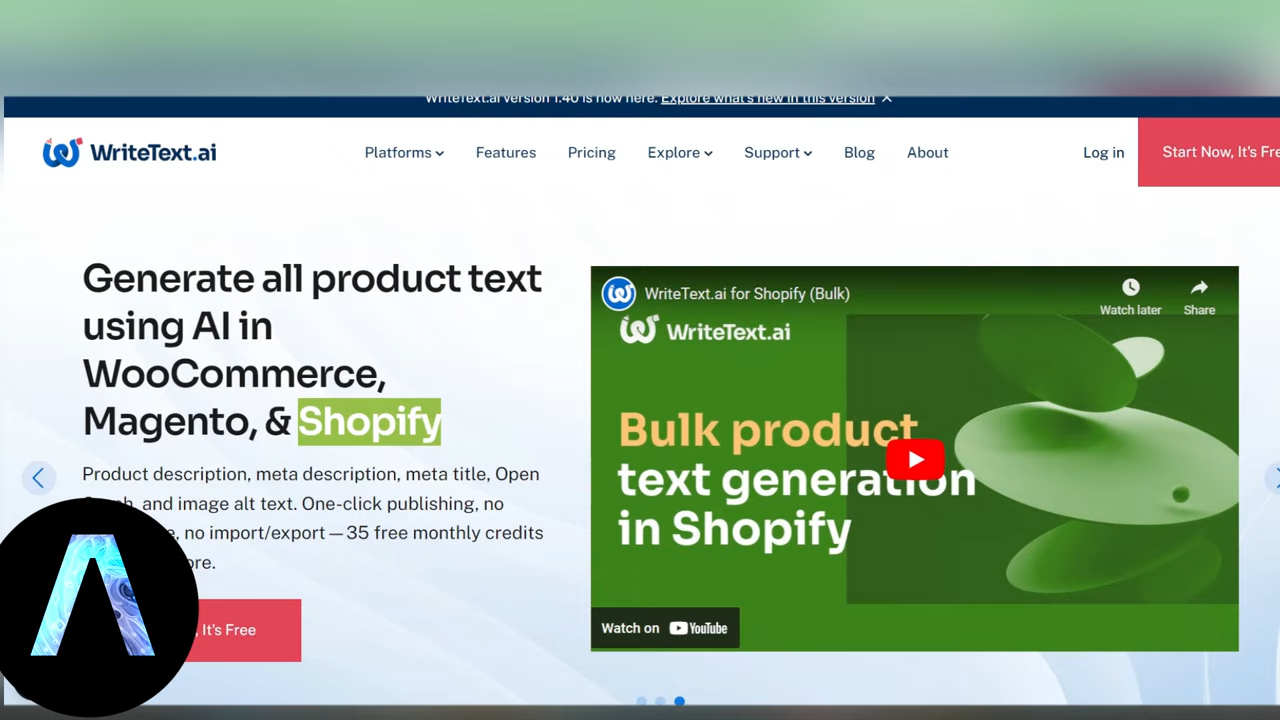 WriteText.ai version 1.40 is now here. Explore what's new in this version
WriteText.ai
Platforms
Features
Pricing
Explore
Support
Blog
About
Log in
Start Now, It's Fre
Generate all product text
using AI in
WooCommerce,
Magento, & Shopify
Product description, meta description, meta title, Open
and image alt text. One-click publishing, no
no import/export — 35 free monthly credits
It's Free
WriteText.ai for Shopify (Bulk)
Watch later
Share
WriteText.ai
Bulk product
text generation
in Shopify
Watch on YouTube